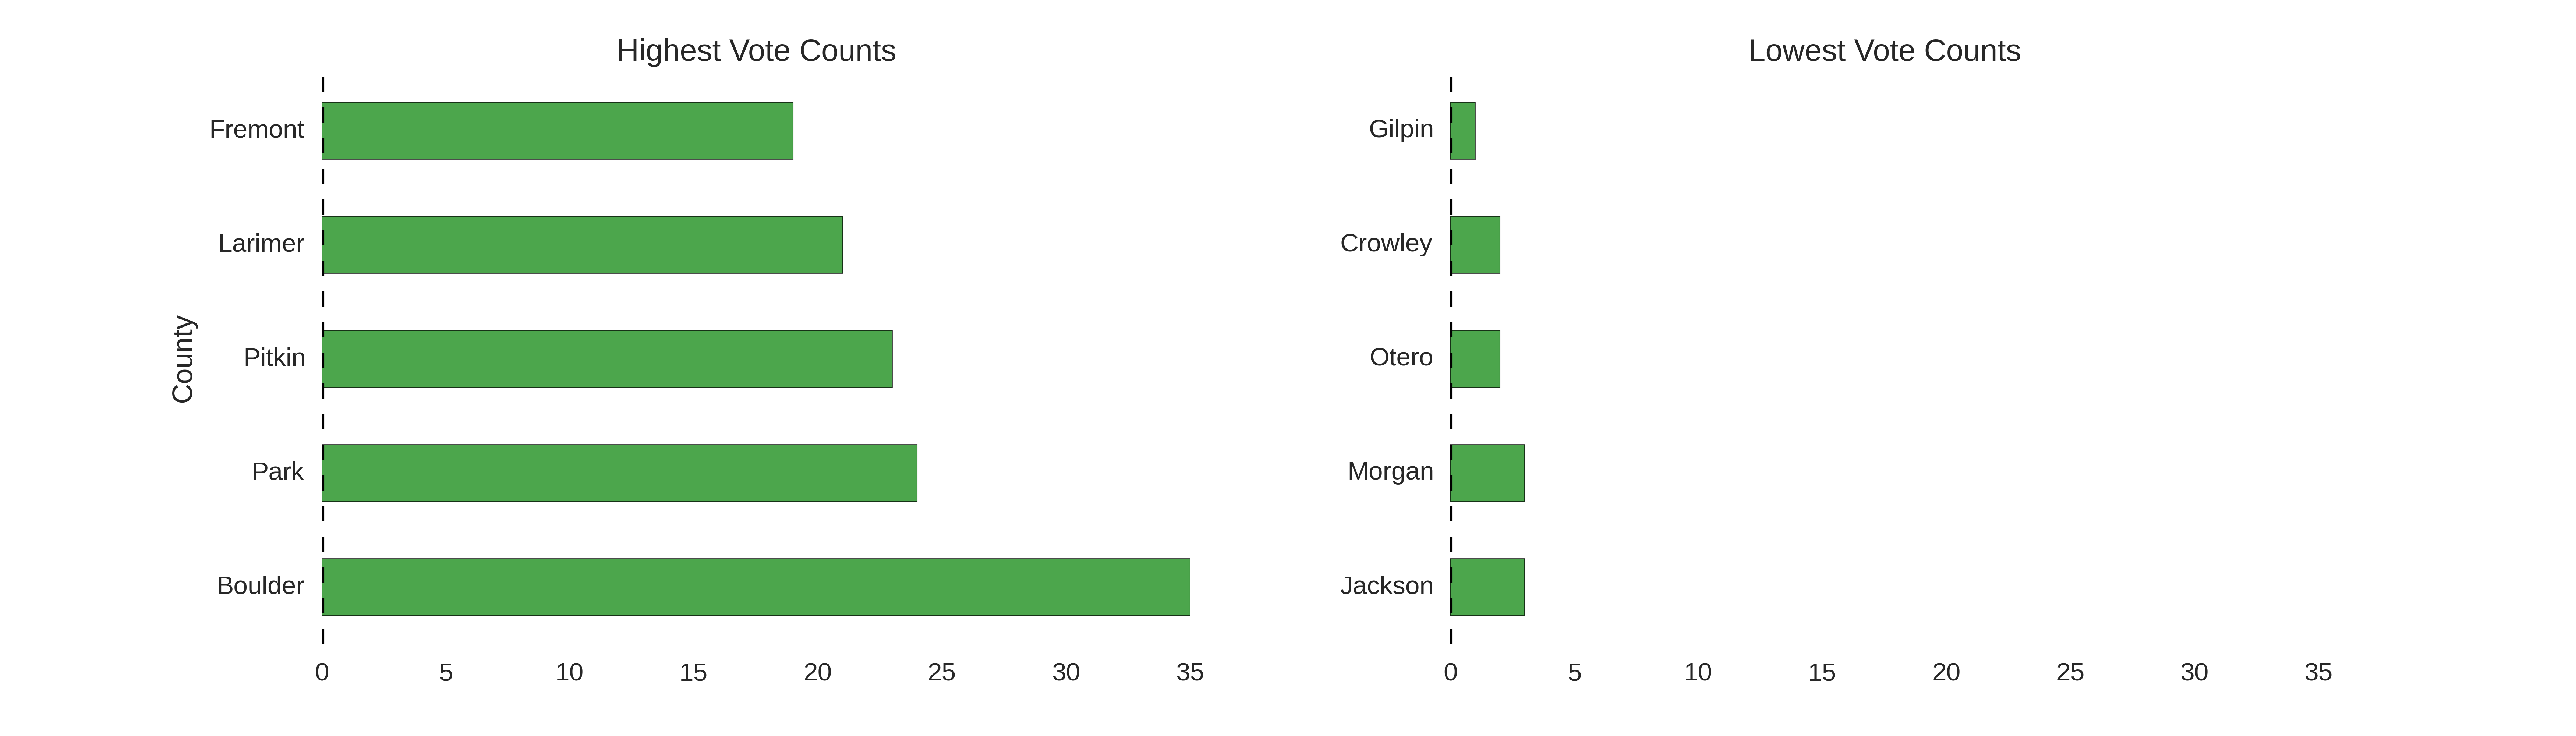 Highest Vote Counts
County
Fremont
Larimer
Pitkin
Park
Boulder
0 5 10 15 20 25 30 35
Lowest Vote Counts
Gilpin
Crowley
Otero
Morgan
Jackson
0 5 10 15 20 25 30 35